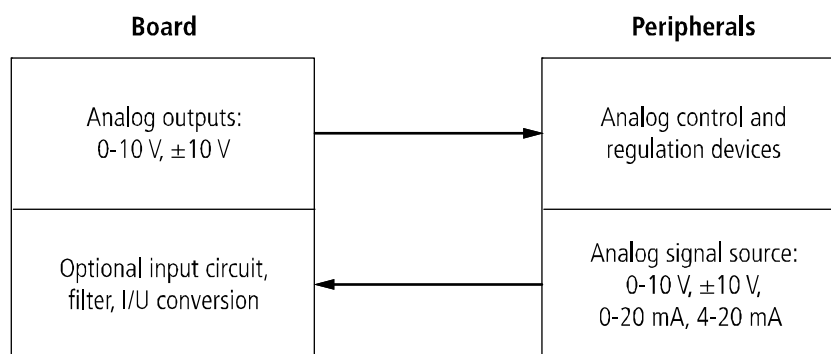 Board
Peripherals
Analog outputs:
0-10 V, ±10 V
Analog control and
regulation devices
Optional input circuit,
filter, I/U conversion
Analog signal source:
0-10 V, ±10 V,
0-20 mA, 4-20 mA